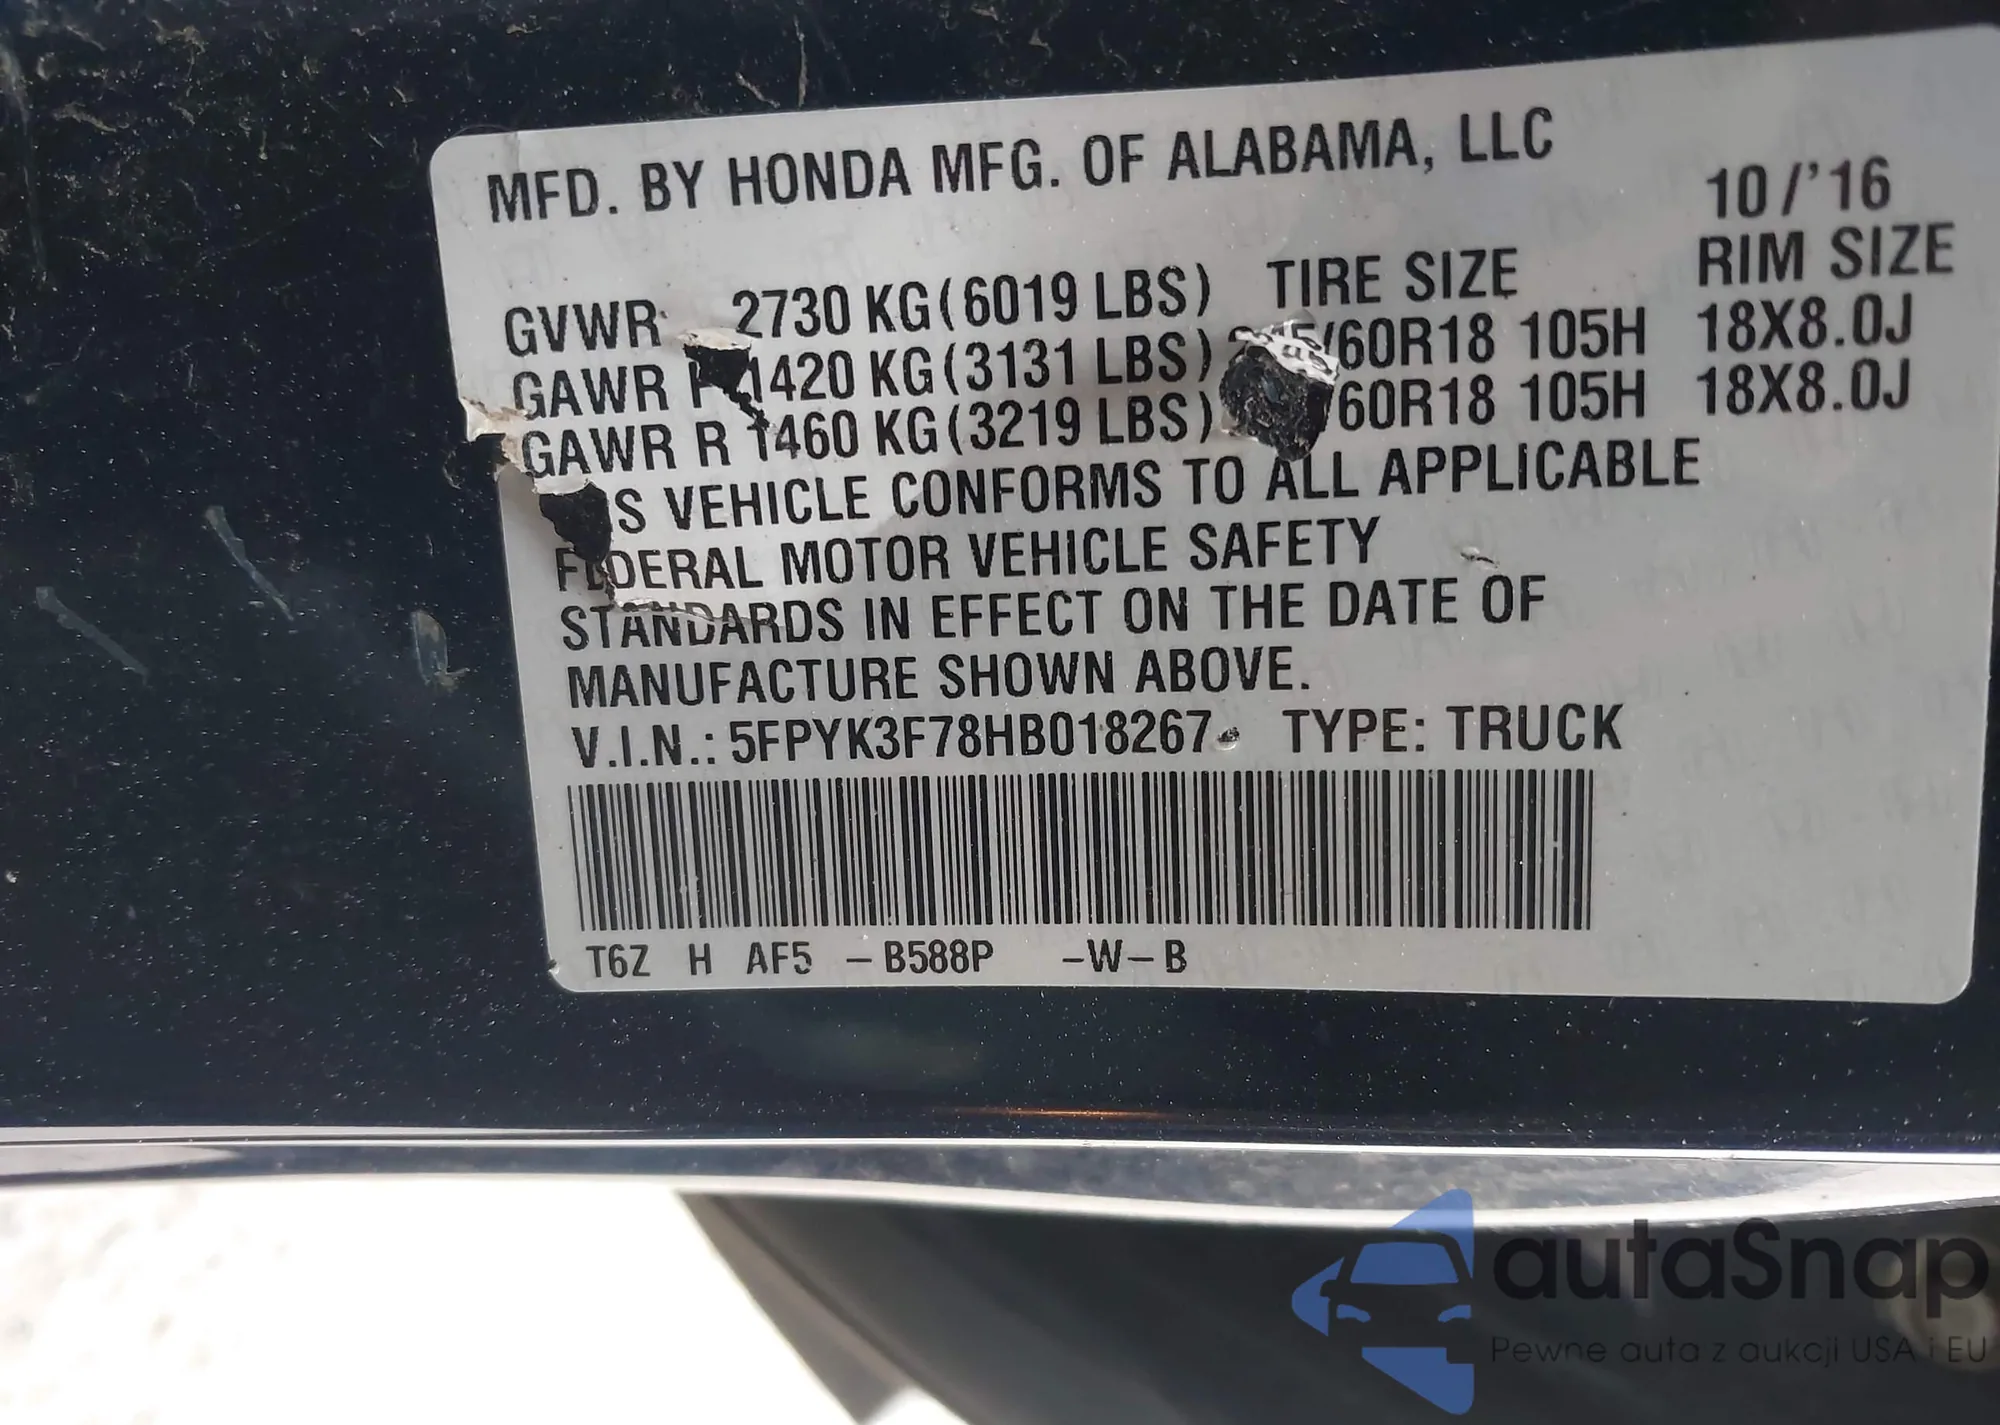 MFD. BY HONDA MFG. OF ALABAMA, LLC
10/'16
GVWR 2730 KG(6019 LBS) TIRE SIZE RIM SIZE
GAWR 1420 KG(3131 LBS) /60R18 105H 18X8.0J
GAWR R 1460 KG(3219 LBS) /60R18 105H 18X8.0J
VEHICLE CONFORMS TO ALL APPLICABLE
FEDERAL MOTOR VEHICLE SAFETY
STANDARDS IN EFFECT ON THE DATE OF
MANUFACTURE SHOWN ABOVE.
V.I.N.: 5FPYK3F78HB018267 TYPE: TRUCK
T6Z H AF5 -B588P -W-B
autaSnap
Pewne auta z aukcji USA i EU